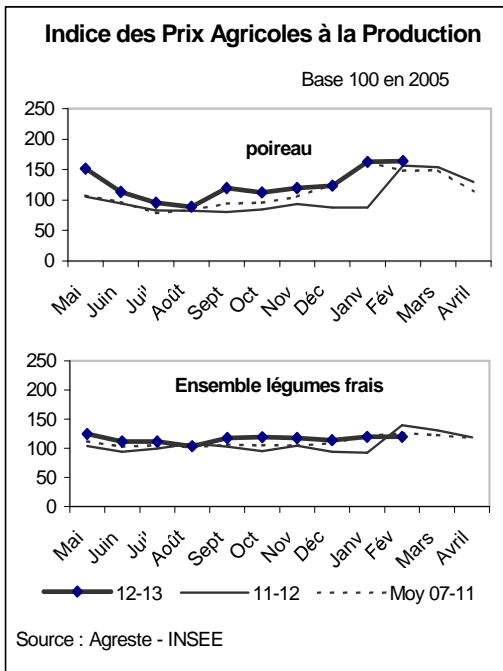 Indice des Prix Agricoles à la Production
Base 100 en 2005
poireau
250
200
150
100
50
0
Mai Juin Jui' Août Sept Oct Nov Déc Janv Fév Mars Avril
Ensemble légumes frais
250
200
150
100
50
0
Mai Juin Jui' Août Sept Oct Nov Déc Janv Fév Mars Avril
12-13 11-12 Moy 07-11
Source : Agreste - INSEE